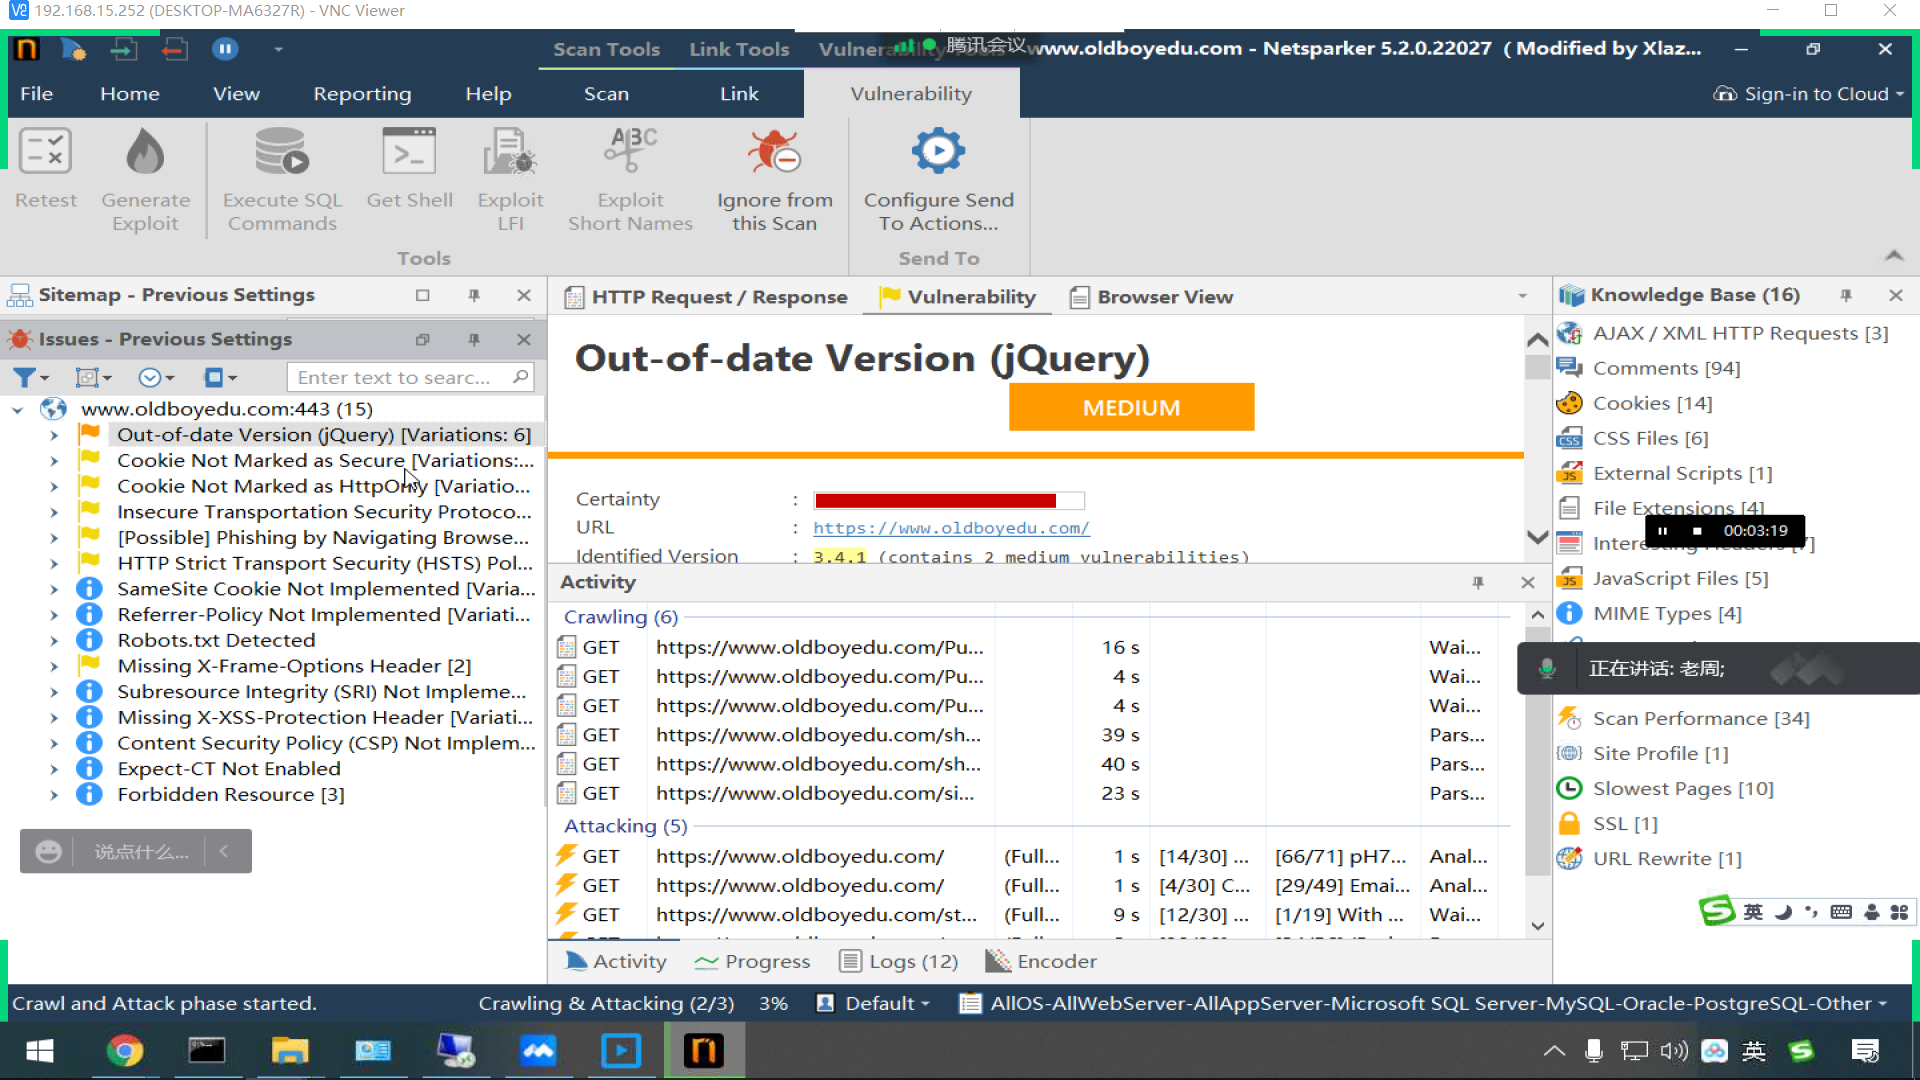 192.168.15.252 (DESKTOP-MA6327R) - VNC Viewer
Scan Tools
Link Tools
腾讯会议
www.oldboyedu.com - Netsparker 5.2.0.22027 ( Modified by Xlaz...
File
Home
View
Reporting
Help
Scan
Link
Vulnerability
Sign-in to Cloud
Retest
Generate
Exploit
Execute SQL
Commands
Get Shell
Exploit
LFI
ABC
Exploit
Short Names
Ignore from
this Scan
Configure Send
To Actions...
Tools
Send To
Sitemap - Previous Settings
Issues - Previous Settings
Enter text to searc...
www.oldboyedu.com:443 (15)
Out-of-date Version (jQuery) [Variations: 6]
Cookie Not Marked as Secure [Variations:...
Cookie Not Marked as HttpOnly [Variatio...
Insecure Transportation Security Protoco...
[Possible] Phishing by Navigating Browse...
HTTP Strict Transport Security (HSTS) Pol...
SameSite Cookie Not Implemented [Varia...
Referrer-Policy Not Implemented [Variati...
Robots.txt Detected
Missing X-Frame-Options Header [2]
Subresource Integrity (SRI) Not Impleme...
Missing X-XSS-Protection Header [Variati...
Content Security Policy (CSP) Not Implem...
Expect-CT Not Enabled
Forbidden Resource [3]
说点什么...
HTTP Request / Response
Vulnerability
Browser View
Out-of-date Version (jQuery)
MEDIUM
Certainty :
URL : https://www.oldboyedu.com/
Identified Version : 3.4.1 (contains 2 medium vulnerabilities)
Activity
Crawling (6)
GET https://www.oldboyedu.com/Pu... 16 s Wai...
GET https://www.oldboyedu.com/Pu... 4 s Wai...
GET https://www.oldboyedu.com/Pu... 4 s Wai...
GET https://www.oldboyedu.com/sh... 39 s Pars...
GET https://www.oldboyedu.com/sh... 40 s Pars...
GET https://www.oldboyedu.com/si... 23 s Pars...
Attacking (5)
GET https://www.oldboyedu.com/ (Full... 1 s [14/30] ... [66/71] pH7... Anal...
GET https://www.oldboyedu.com/ (Full... 1 s [4/30] C... [29/49] Emai... Anal...
GET https://www.oldboyedu.com/st... (Full... 9 s [12/30] ... [1/19] With ... Wai...
Activity
Progress
Logs (12)
Encoder
Knowledge Base (16)
AJAX / XML HTTP Requests [3]
Comments [94]
Cookies [14]
CSS Files [6]
External Scripts [1]
File Extensions [4]
00:03:19
JavaScript Files [5]
MIME Types [4]
正在讲话: 老周;
Scan Performance [34]
Site Profile [1]
Slowest Pages [10]
SSL [1]
URL Rewrite [1]
英
Crawl and Attack phase started.
Crawling & Attacking (2/3) 3%
Default
AllOS-AllWebServer-AllAppServer-Microsoft SQL Server-MySQL-Oracle-PostgreSQL-Other
英